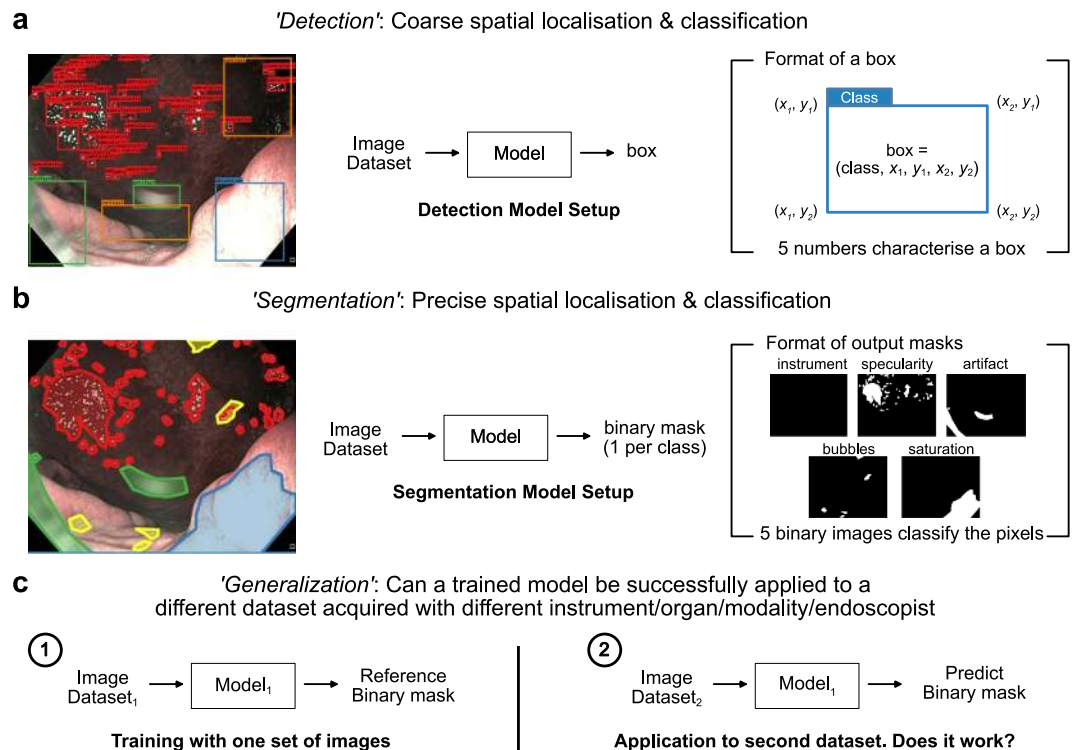 a
'Detection': Coarse spatial localisation & classification
Image
Dataset
Model
box
Detection Model Setup
Format of a box
(x₁, y₁)
Class
(x₂, y₁)
box =
(class, x₁, y₁, x₂, y₂)
(x₁, y₂)
(x₂, y₂)
5 numbers characterise a box
b
'Segmentation': Precise spatial localisation & classification
Image
Dataset
Model
binary mask
(1 per class)
Segmentation Model Setup
Format of output masks
instrument
specularity
artifact
bubbles
saturation
5 binary images classify the pixels
c
'Generalization': Can a trained model be successfully applied to a
different dataset acquired with different instrument/organ/modality/endoscopist
1
Image
Dataset₁
Model₁
Reference
Binary mask
Training with one set of images
2
Image
Dataset₂
Model₁
Predict
Binary mask
Application to second dataset. Does it work?